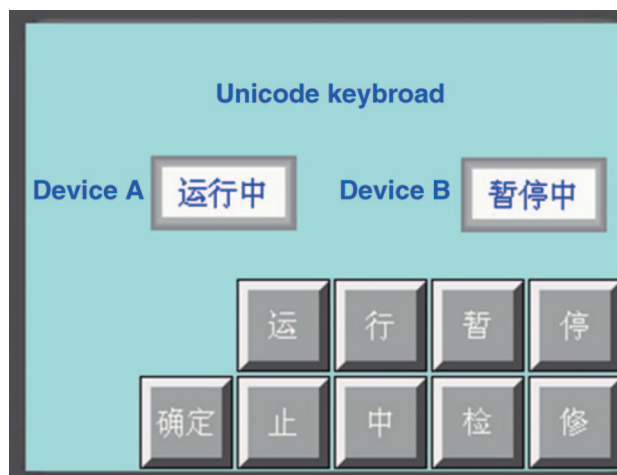 Unicode keybroad
Device A 运行中 Device B 暂停中
运 行 暂 停
确定 止 中 检 修